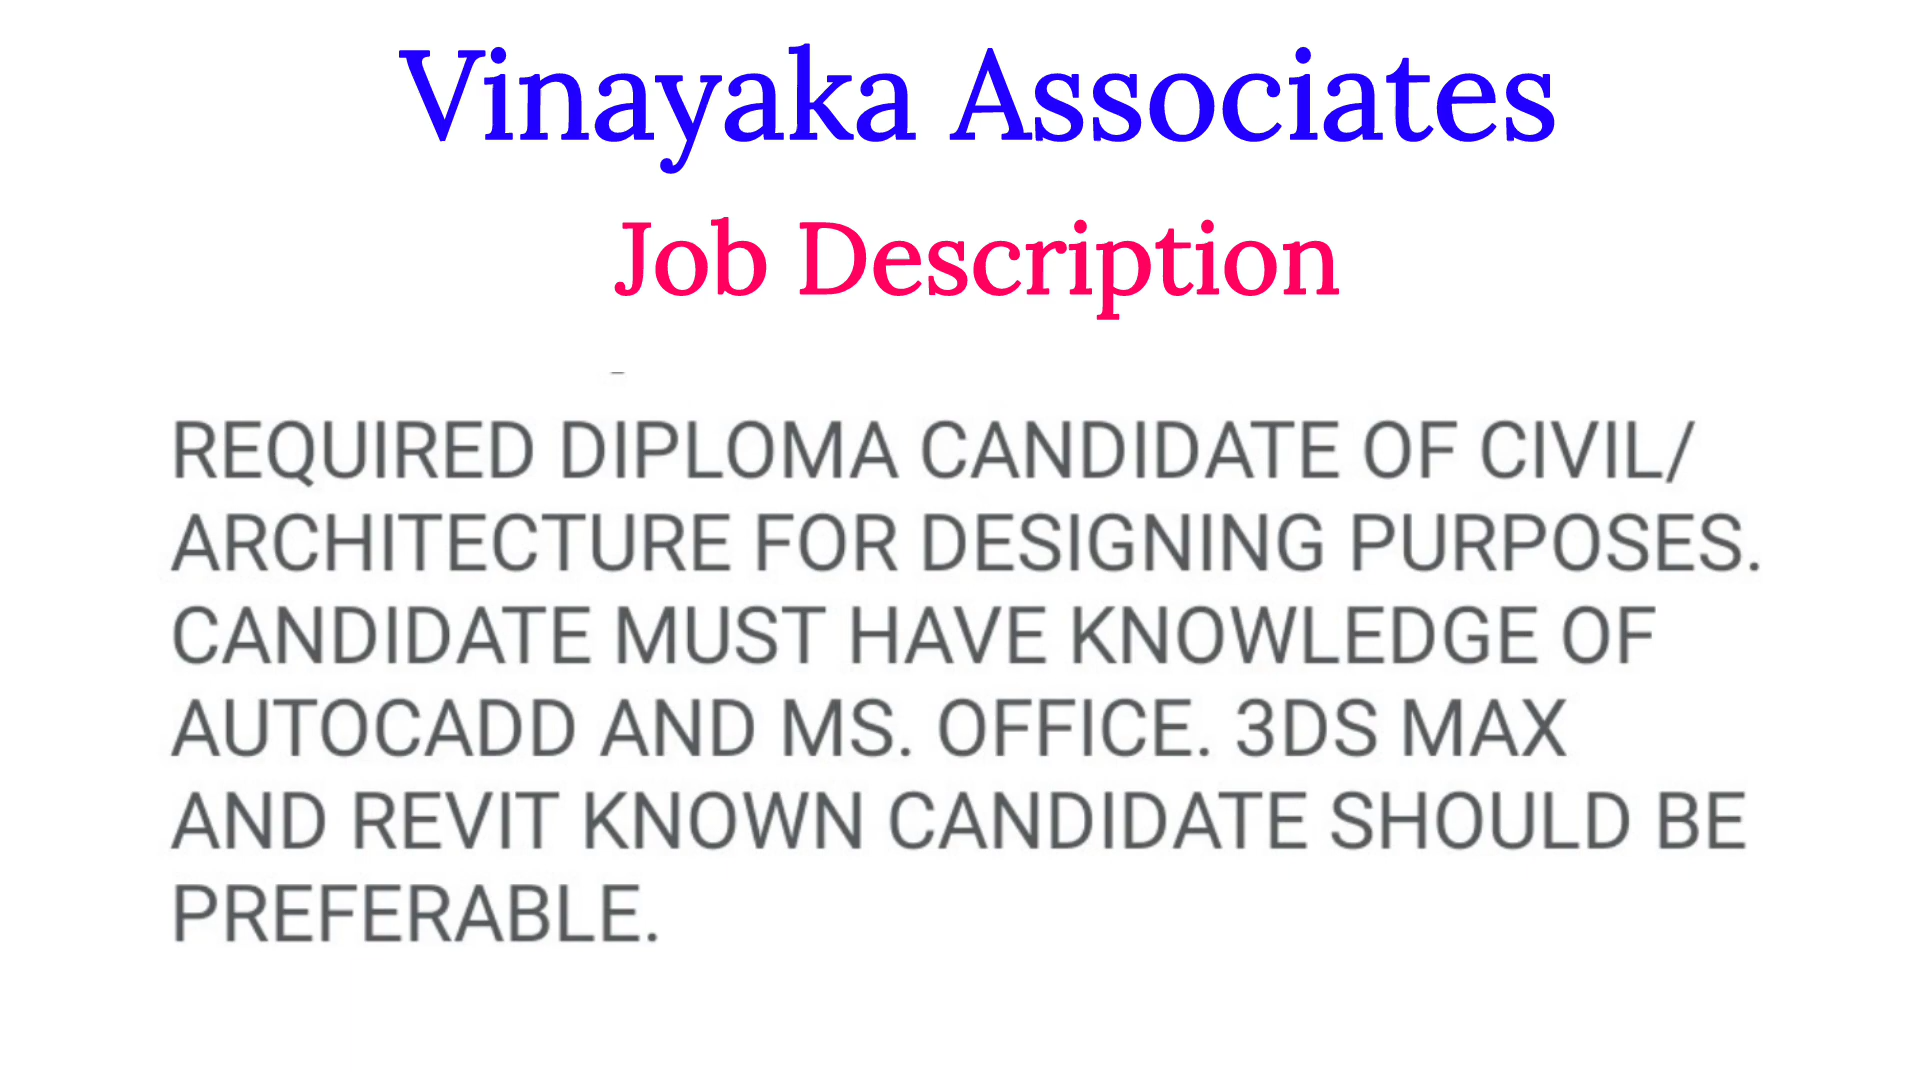 Vinayaka Associates
Job Description
REQUIRED DIPLOMA CANDIDATE OF CIVIL/
ARCHITECTURE FOR DESIGNING PURPOSES.
CANDIDATE MUST HAVE KNOWLEDGE OF
AUTOCADD AND MS. OFFICE. 3DS MAX
AND REVIT KNOWN CANDIDATE SHOULD BE
PREFERABLE.